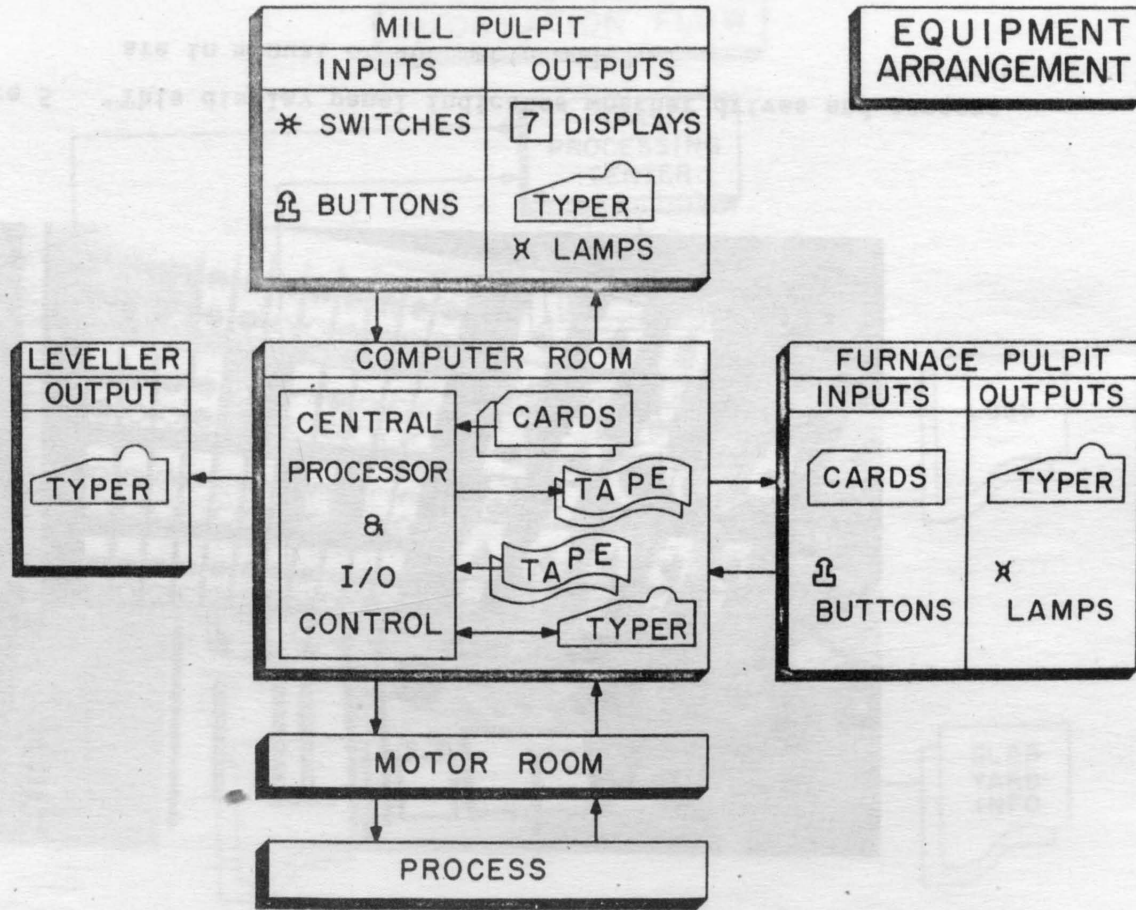 MILL PULPIT
INPUTS
OUTPUTS
SWITCHES
7 DISPLAYS
BUTTONS
TYPER
LAMPS
EQUIPMENT
ARRANGEMENT
LEVELLER
OUTPUT
TYPER
COMPUTER ROOM
CENTRAL
PROCESSOR
&
I/O
CONTROL
CARDS
TAPE
TAPE
TYPER
FURNACE PULPIT
INPUTS
OUTPUTS
CARDS
TYPER
BUTTONS
LAMPS
MOTOR ROOM
PROCESS